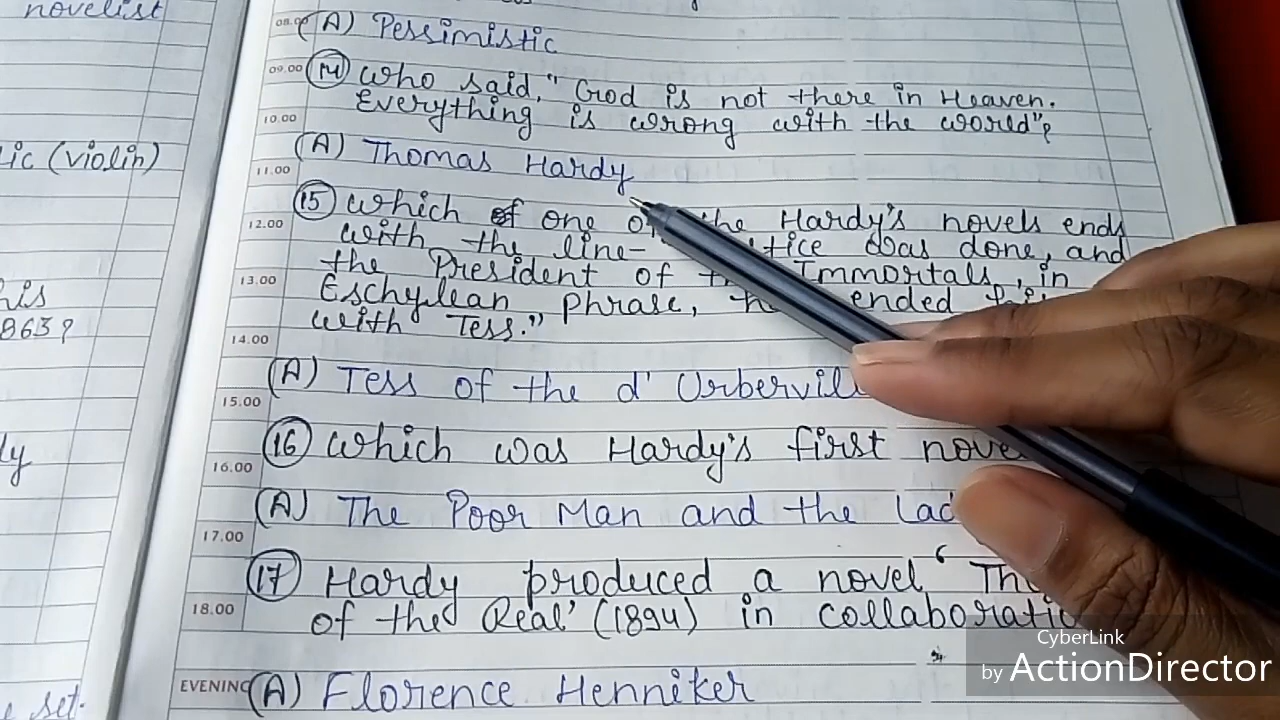 novelist
ic (violin)
his
863?
dy
e set.
08.00 (A) Pessimistic
09.00 (14) Who said, "God is not there in Heaven.
10.00 Everything is wrong with the world"?
(A) Thomas Hardy
11.00
(15) Which of one of the Hardy's novels ends
12.00 with the line- tice was done, and
the President of the Immortals, in
13.00 Eschylean Phrase, ended
with Tess."
14.00
(A) Tess of the d' Urbervill
15.00
(16) Which was Hardy's first nove
16.00
(A) The Poor Man and the Lad
17.00
(17) Hardy produced a novel 'Th
18.00 of the Real' (1894) in collaboratio
EVENING (A) Florence Henniker
CyberLink
by ActionDirector